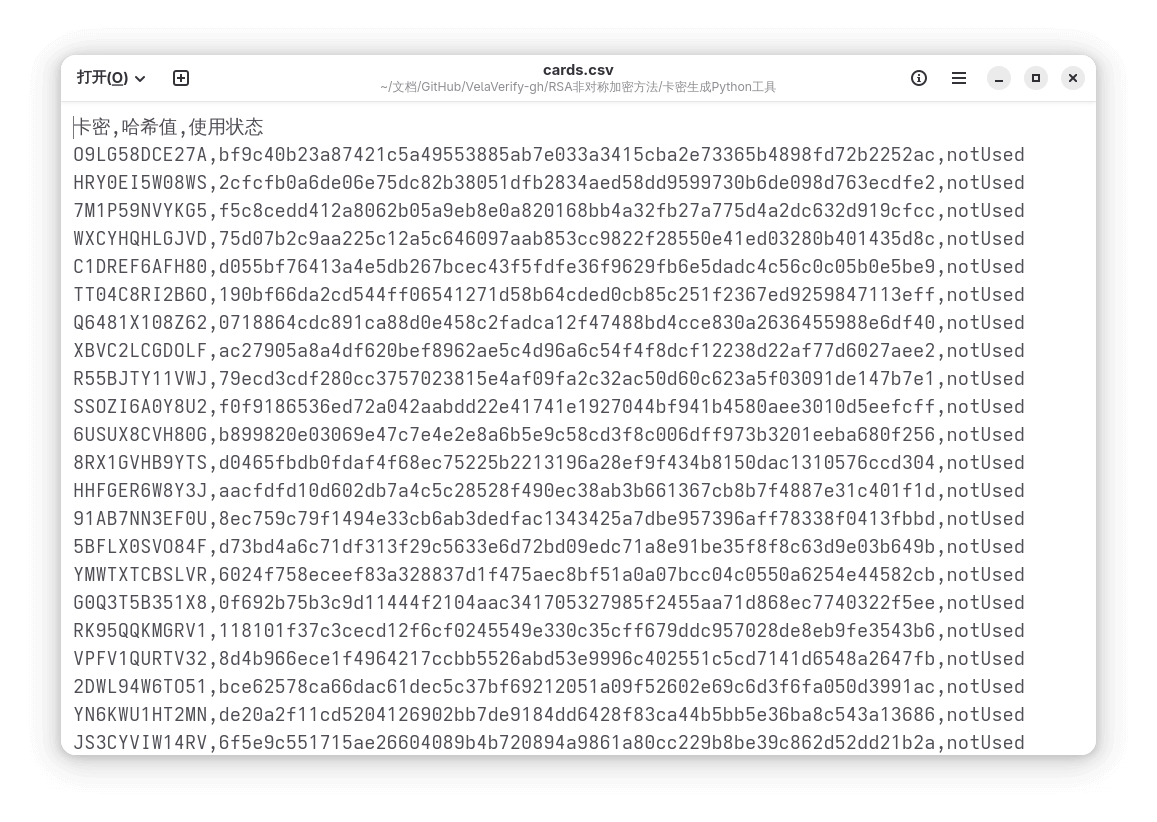 打开(O)
cards.csv
~/文档/GitHub/VelaVerify-gh/RSA非对称加密方法/卡密生成Python工具
卡密,哈希值,使用状态
O9LG58DCE27A,bf9c40b23a87421c5a49553885ab7e033a3415cba2e73365b4898fd72b2252ac,notUsed
HRY0EI5W08WS,2cfcfb0a6de06e75dc82b38051dfb2834aed58dd9599730b6de098d763ecdfe2,notUsed
7M1P59NVYKG5,f5c8cedd412a8062b05a9eb8e0a820168bb4a32fb27a775d4a2dc632d919cfcc,notUsed
WXCYHQHLGJVD,75d07b2c9aa225c12a5c646097aab853cc9822f28550e41ed03280b401435d8c,notUsed
C1DREF6AFH80,d055bf76413a4e5db267bcec43f5fdfe36f9629fb6e5dadc4c56c0c05b0e5be9,notUsed
TT04C8RI2B6O,190bf66da2cd544ff06541271d58b64cded0cb85c251f2367ed9259847113eff,notUsed
Q6481X108Z62,0718864cdc891ca88d0e458c2fadca12f47488bd4cce830a2636455988e6df40,notUsed
XBVC2LCGDOLF,ac27905a8a4df620bef8962ae5c4d96a6c54f4f8dcf12238d22af77d6027aee2,notUsed
R55BJTY11VWJ,79ecd3cdf280cc3757023815e4af09fa2c32ac50d60c623a5f03091de147b7e1,notUsed
SSOZI6A0Y8U2,f0f9186536ed72a042aabdd22e41741e1927044bf941b4580aee3010d5eefcff,notUsed
6USUX8CVH80G,b899820e03069e47c7e4e2e8a6b5e9c58cd3f8c006dff973b3201eeba680f256,notUsed
8RX1GVHB9YTS,d0465fbdb0fdaf4f68ec75225b2213196a28ef9f434b8150dac1310576ccd304,notUsed
HHFGER6W8Y3J,aacfdfd10d602db7a4c5c28528f490ec38ab3b661367cb8b7f4887e31c401f1d,notUsed
91AB7NN3EF0U,8ec759c79f1494e33cb6ab3dedfac1343425a7dbe957396aff78338f0413fbbd,notUsed
5BFLX0SVO84F,d73bd4a6c71df313f29c5633e6d72bd09edc71a8e91be35f8f8c63d9e03b649b,notUsed
YMWTXTCBSLVR,6024f758eceef83a328837d1f475aec8bf51a0a07bcc04c0550a6254e44582cb,notUsed
G0Q3T5B351X8,0f692b75b3c9d11444f2104aac341705327985f2455aa71d868ec7740322f5ee,notUsed
RK95QQKMGRV1,118101f37c3cecd12f6cf0245549e330c35cff679ddc957028de8eb9fe3543b6,notUsed
VPFV1QURTV32,8d4b966ece1f4964217ccbb5526abd53e9996c402551c5cd7141d6548a2647fb,notUsed
2DWL94W6TO51,bce62578ca66dac61dec5c37bf69212051a09f52602e69c6d3f6fa050d3991ac,notUsed
YN6KWU1HT2MN,de20a2f11cd5204126902bb7de9184dd6428f83ca44b5bb5e36ba8c543a13686,notUsed
JS3CYVIW14RV,6f5e9c551715ae26604089b4b720894a9861a80cc229b8be39c862d52dd21b2a,notUsed